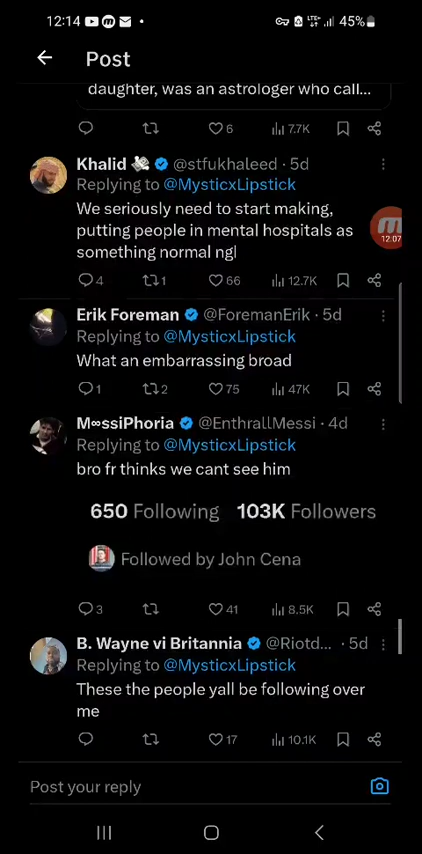 12:14 45%
Post
daughter, was an astrologer who call...
6 7.7K
Khalid 💸 @stfukhaleed · 5d
Replying to @MysticxLipstick
We seriously need to start making,
putting people in mental hospitals as
something normal ngl
12:07
4 1 66 12.7K
Erik Foreman @ForemanErik · 5d
Replying to @MysticxLipstick
What an embarrassing broad
1 2 75 47K
M∞ssiPhoria @EnthrallMessi · 4d
Replying to @MysticxLipstick
bro fr thinks we cant see him
650 Following 103K Followers
Followed by John Cena
3 41 8.5K
B. Wayne vi Britannia @Riotd... · 5d
Replying to @MysticxLipstick
These the people yall be following over
me
17 10.1K
Post your reply